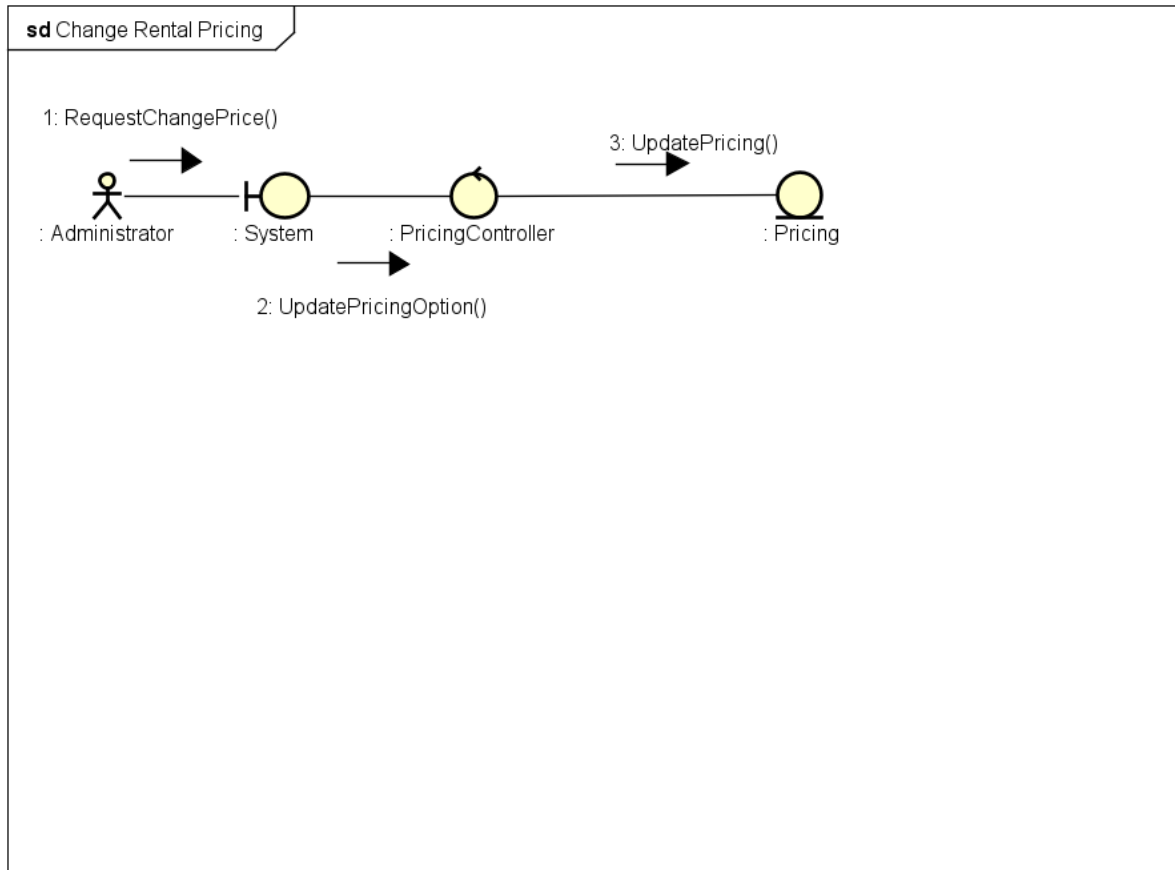 sd Change Rental Pricing
1: RequestChangePrice()
3: UpdatePricing()
: Administrator
: System
: PricingController
: Pricing
2: UpdatePricingOption()